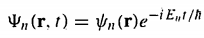 Ψₙ(r, t) = ψₙ(r)e^{-iEₙt/ℏ}